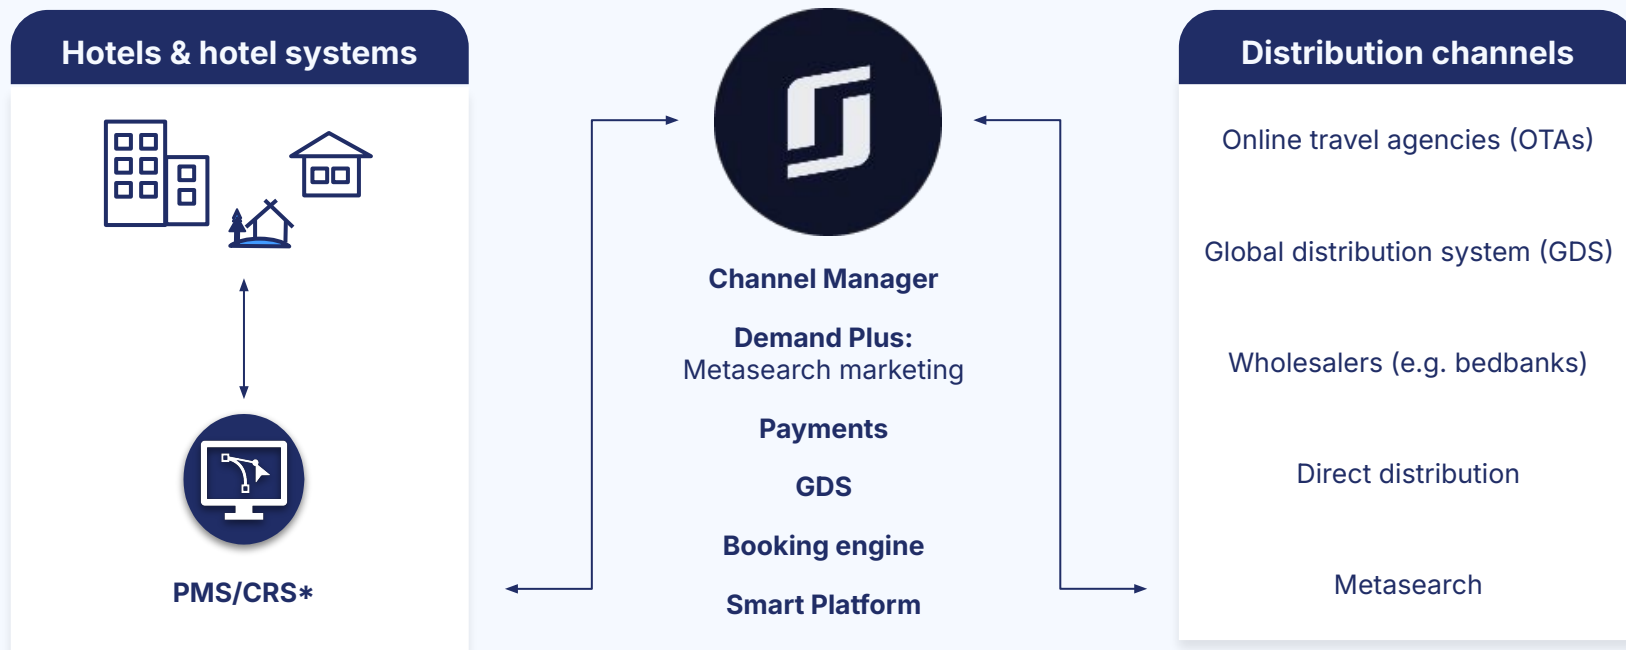 Hotels & hotel systems
PMS/CRS*
Channel Manager
Demand Plus:
Metasearch marketing
Payments
GDS
Booking engine
Smart Platform
Distribution channels
Online travel agencies (OTAs)
Global distribution system (GDS)
Wholesalers (e.g. bedbanks)
Direct distribution
Metasearch